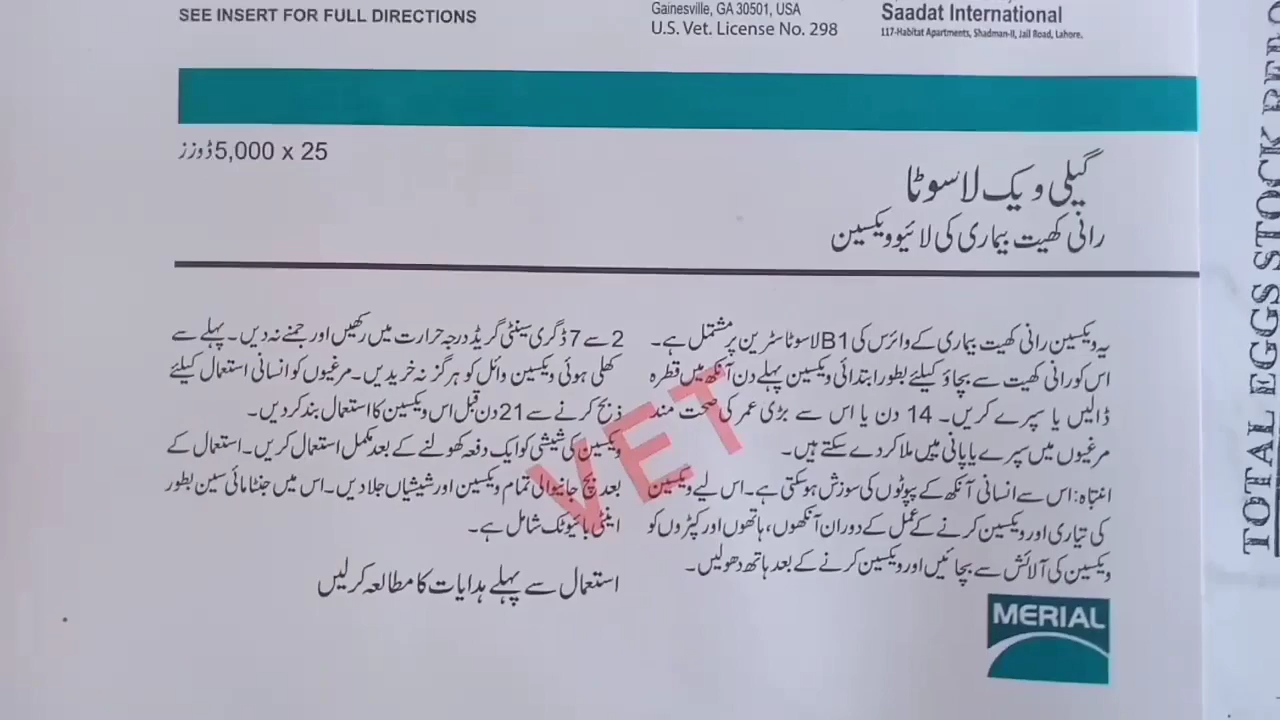 SEE INSERT FOR FULL DIRECTIONS
Gainesville, GA 30501, USA
U.S. Vet. License No. 298
Saadat International
117-Habitat Apartments, Shadman-II, Jail Road, Lahore.
5,000 x 25 ڈوزز
گیلی ویک لاسوٹا
رانی کھیت بیماری کی لائیو ویکسین
یہ ویکسین رانی کھیت بیماری کے وائرس کی B1 لاسوٹا سٹرین پر مشتمل ہے۔
اس کو رانی کھیت سے بچاؤ کیلئے بطور ابتدائی ویکسین پہلے دن آنکھ میں قطرہ
ڈالیں یا سپرے کریں۔ 14 دن یا اس سے بڑی عمر کی صحت مند
مرغیوں میں سپرے یا پانی میں ملا کر دے سکتے ہیں۔
انتباہ: اس سے انسانی آنکھ کے پپوٹوں کی سوزش ہوسکتی ہے۔ اس لیے ویکسین
کی تیاری اور ویکسین کرنے کے عمل کے دوران آنکھوں، ہاتھوں اور کپڑوں کو
ویکسین کی آلائش سے بچائیں اور ویکسین کرنے کے بعد ہاتھ دھولیں۔
2 سے 7 ڈگری سینٹی گریڈ درجہ حرارت میں رکھیں اور جمنے نہ دیں۔ پہلے سے
کھلی ہوئی ویکسین وائل کو ہرگز نہ خریدیں۔ مرغیوں کو انسانی استعمال کیلئے
ذبح کرنے سے 21 دن قبل اس ویکسین کا استعمال بند کردیں۔
ویکسین کی شیشی کو ایک دفعہ کھولنے کے بعد مکمل استعمال کریں۔ استعمال کے
بعد بچ جانیوالی تمام ویکسین اور شیشیاں جلا دیں۔ اس میں جنٹا مائی سین بطور
اینٹی بائیوٹک شامل ہے۔
استعمال سے پہلے ہدایات کا مطالعہ کرلیں
VET
MERIAL
TOTAL EGGS STOCK